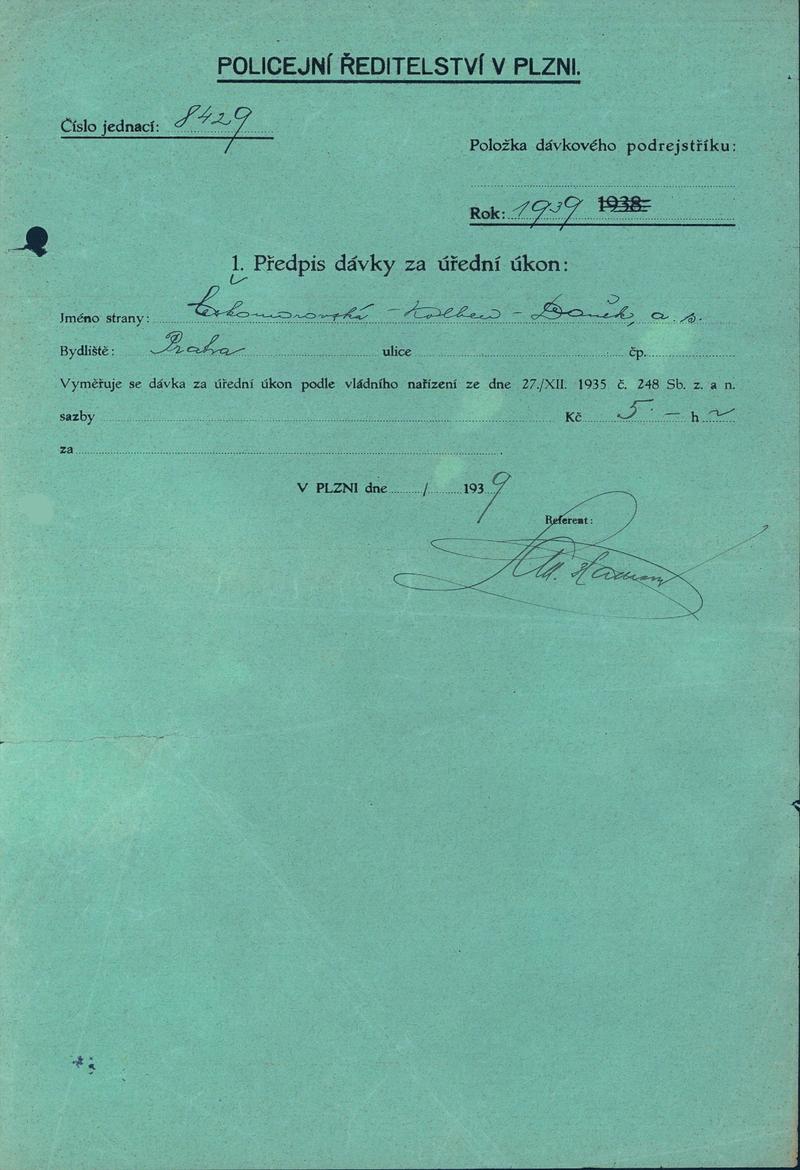 POLICEJNÍ ŘEDITELSTVÍ V PLZNI.
Číslo jednací: 8429
Položka dávkového podrejstříku:
Rok: 1939 1938
1. Předpis dávky za úřední úkon:
Jméno strany: Českomoravská - Kolben - Daněk, a. s.
Bydliště: Praha ulice čp.
Vyměřuje se dávka za úřední úkon podle vládního nařízení ze dne 27./XII. 1935 č. 248 Sb. z. a n.
sazby Kč 5 - h
za
V PLZNI dne / 1939
Referent: